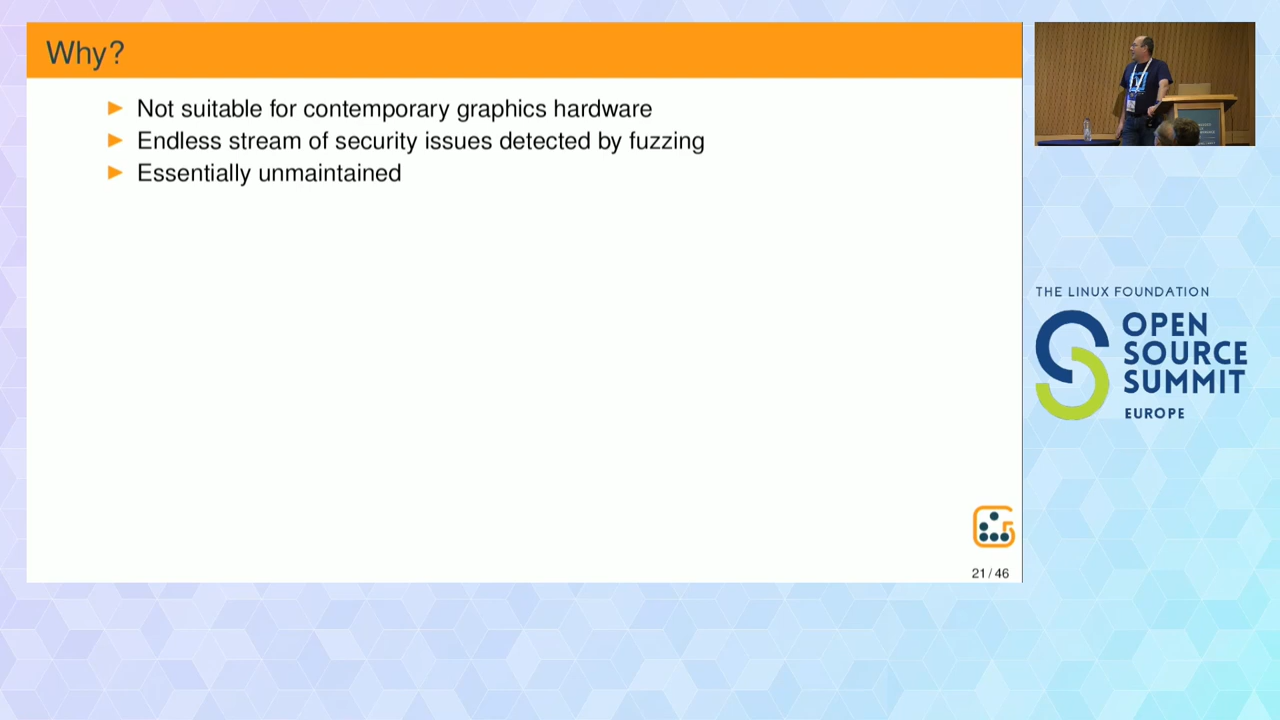 Why?
Not suitable for contemporary graphics hardware
Endless stream of security issues detected by fuzzing
Essentially unmaintained
21 / 46
THE LINUX FOUNDATION
OPEN
SOURCE
SUMMIT
EUROPE